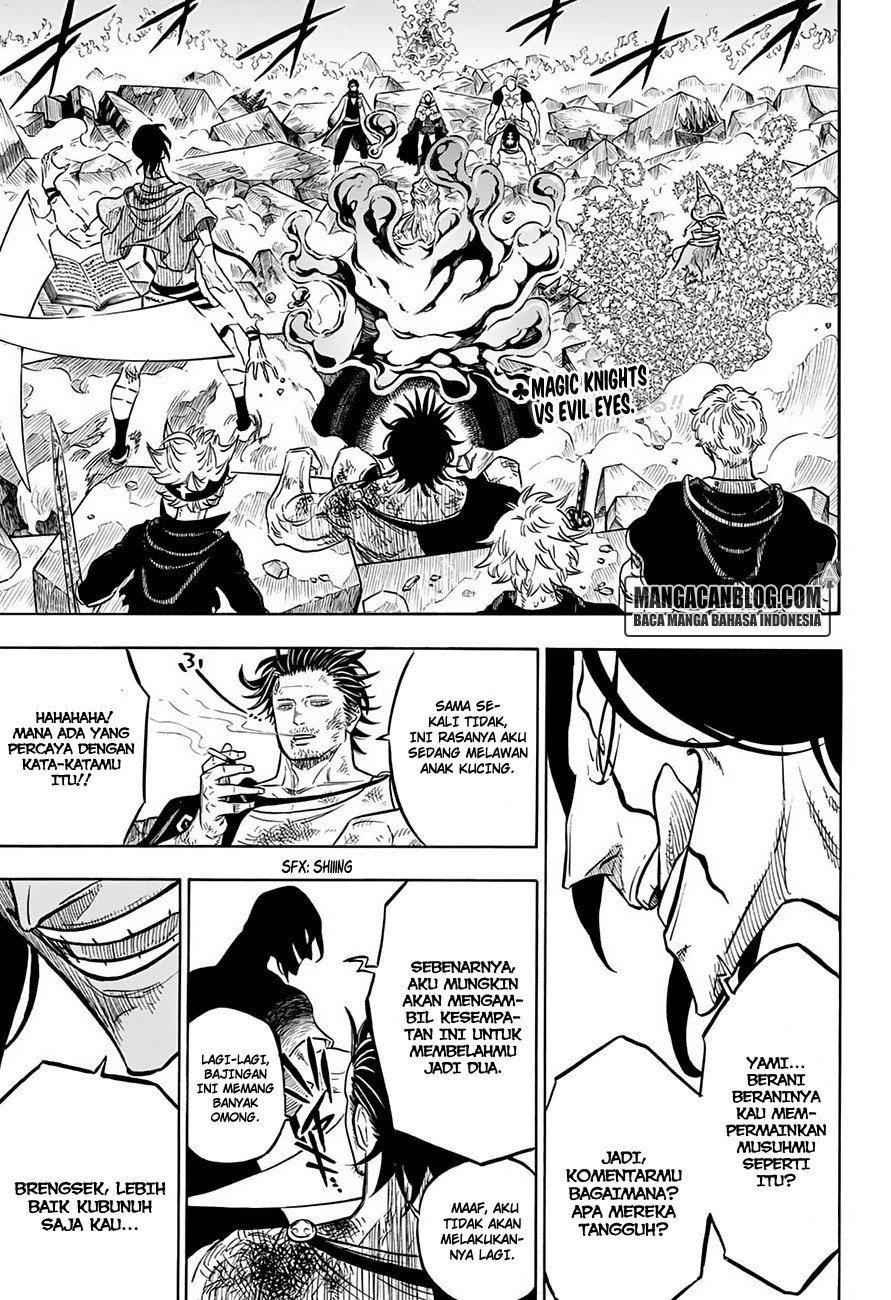 ♣MAGIC KNIGHTS
VS EVIL EYES.
MANGACANBLOG.COM
BACA MANGA BAHASA INDONESIA
YAMI...
BERANI
BERANINYA
KAU MEM-
PERMAINKAN
MUSUHMU
SEPERTI
ITU?
JADI,
KOMENTARMU
BAGAIMANA?
APA MEREKA
TANGGUH?
SAMA SE-
KALI TIDAK,
INI RASANYA AKU
SEDANG MELAWAN
ANAK KUCING.
HAHAHAHA!
MANA ADA YANG
PERCAYA DENGAN
KATA-KATAMU
ITU!!
SFX: SHIIING
SEBENARNYA,
AKU MUNGKIN
AKAN MENGAM-
BIL KESEMPA-
TAN INI UNTUK
MEMBELAHMU
JADI DUA.
LAGI-LAGI,
BAJINGAN
INI MEMANG
BANYAK
OMONG.
MAAF, AKU
TIDAK AKAN
MELAKUKAN-
NYA LAGI.
BRENGSEK, LEBIH
BAIK KUBUNUH
SAJA KAU...